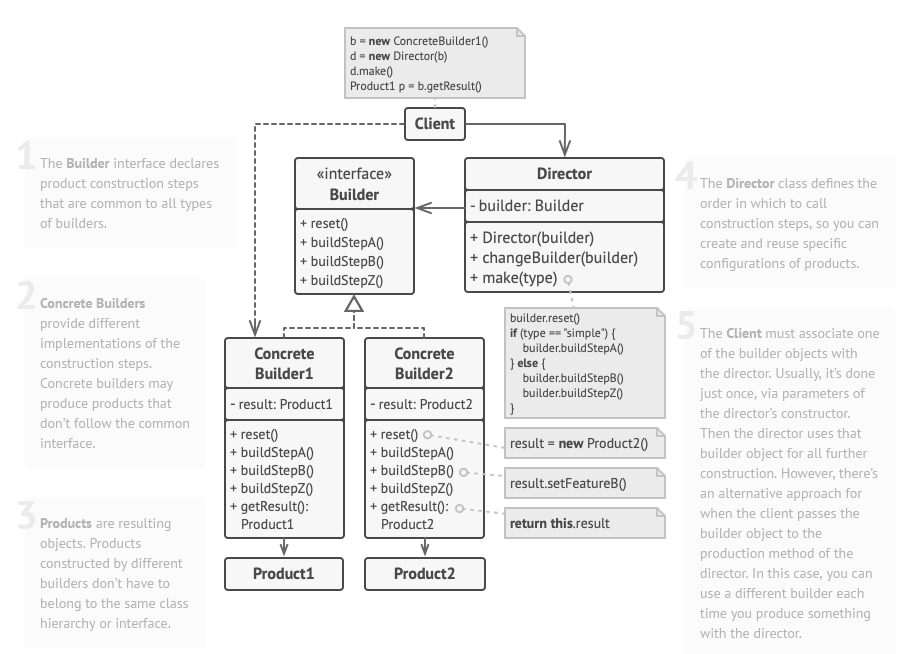 b = new ConcreteBuilder1()
d = new Director(b)
d.make()
Product1 p = b.getResult()
Client
1
The Builder interface declares
product construction steps
that are common to all types
of builders.
2
Concrete Builders
provide different
implementations of the
construction steps.
Concrete builders may
produce products that
don't follow the common
interface.
3
Products are resulting
objects. Products
constructed by different
builders don't have to
belong to the same class
hierarchy or interface.
«interface»
Builder
+ reset()
+ buildStepA()
+ buildStepB()
+ buildStepZ()
Director
- builder: Builder
+ Director(builder)
+ changeBuilder(builder)
+ make(type)
builder.reset()
if (type == "simple") {
builder.buildStepA()
} else {
builder.buildStepB()
builder.buildStepZ()
}
Concrete
Builder1
- result: Product1
+ reset()
+ buildStepA()
+ buildStepB()
+ buildStepZ()
+ getResult():
Product1
Concrete
Builder2
- result: Product2
+ reset()
+ buildStepA()
+ buildStepB()
+ buildStepZ()
+ getResult():
Product2
result = new Product2()
result.setFeatureB()
return this.result
Product1
Product2
4
The Director class defines the
order in which to call
construction steps, so you can
create and reuse specific
configurations of products.
5
The Client must associate one
of the builder objects with
the director. Usually, it's done
just once, via parameters of
the director's constructor.
Then the director uses that
builder object for all further
construction. However, there's
an alternative approach for
when the client passes the
builder object to the
production method of the
director. In this case, you can
use a different builder each
time you produce something
with the director.